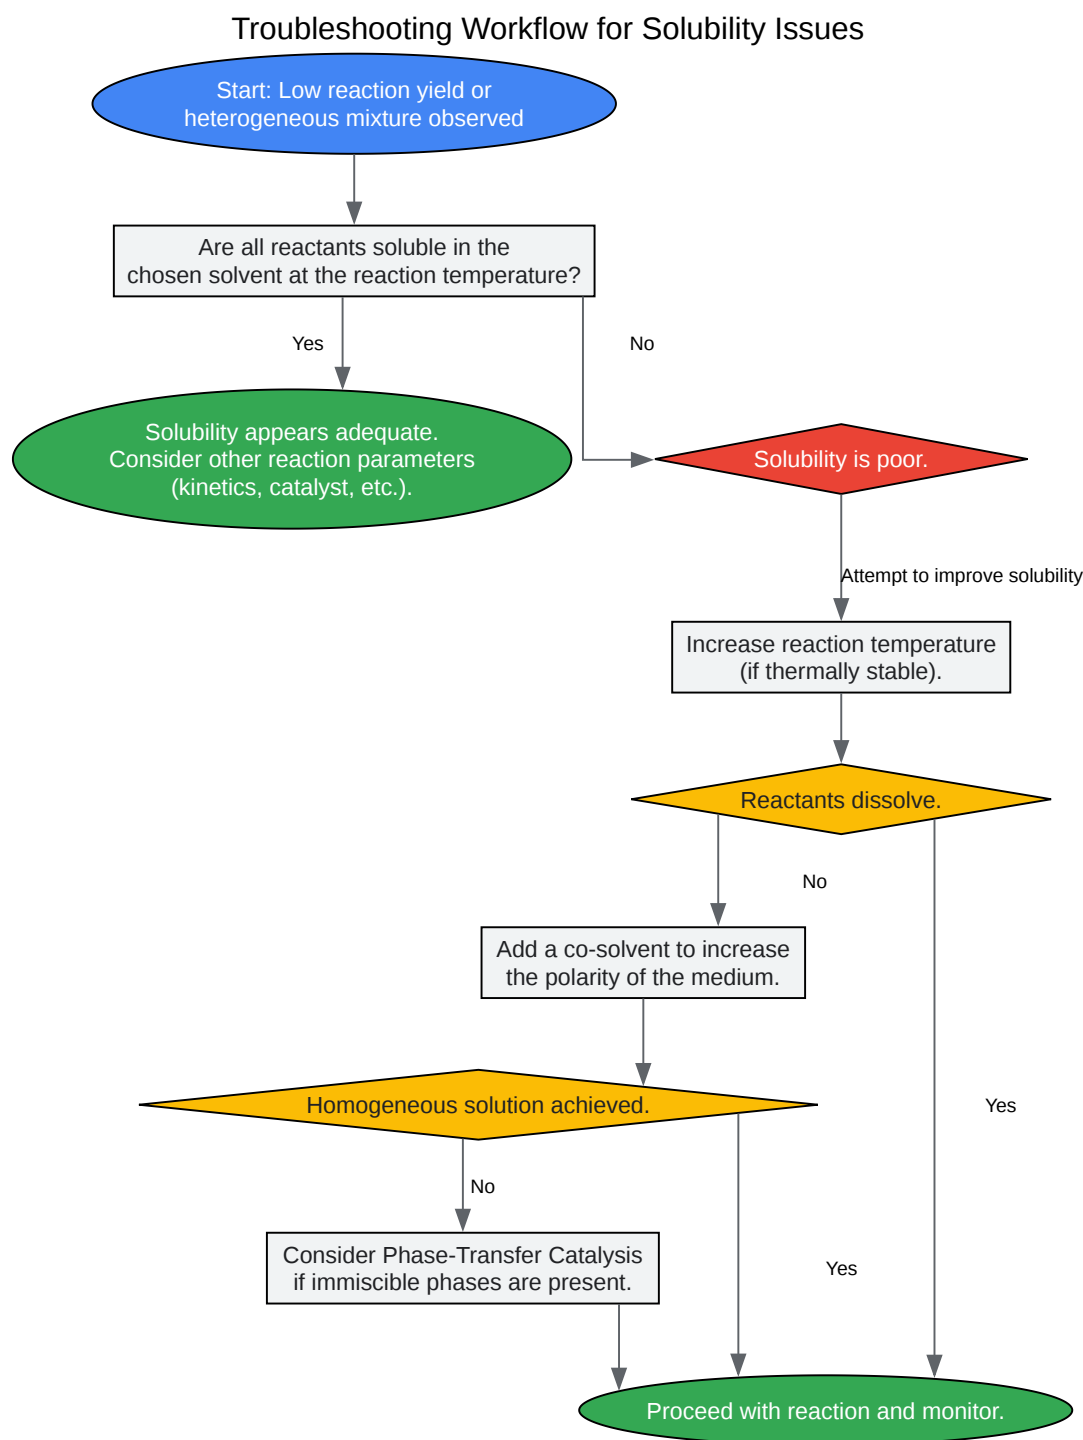 Troubleshooting Workflow for Solubility Issues
Start: Low reaction yield or
heterogeneous mixture observed
Are all reactants soluble in the
chosen solvent at the reaction temperature?
Yes
No
Solubility appears adequate.
Consider other reaction parameters
(kinetics, catalyst, etc.).
Solubility is poor.
Attempt to improve solubility
Increase reaction temperature
(if thermally stable).
Reactants dissolve.
No
Add a co-solvent to increase
the polarity of the medium.
Homogeneous solution achieved.
Yes
No
Consider Phase-Transfer Catalysis
if immiscible phases are present.
Yes
Proceed with reaction and monitor.